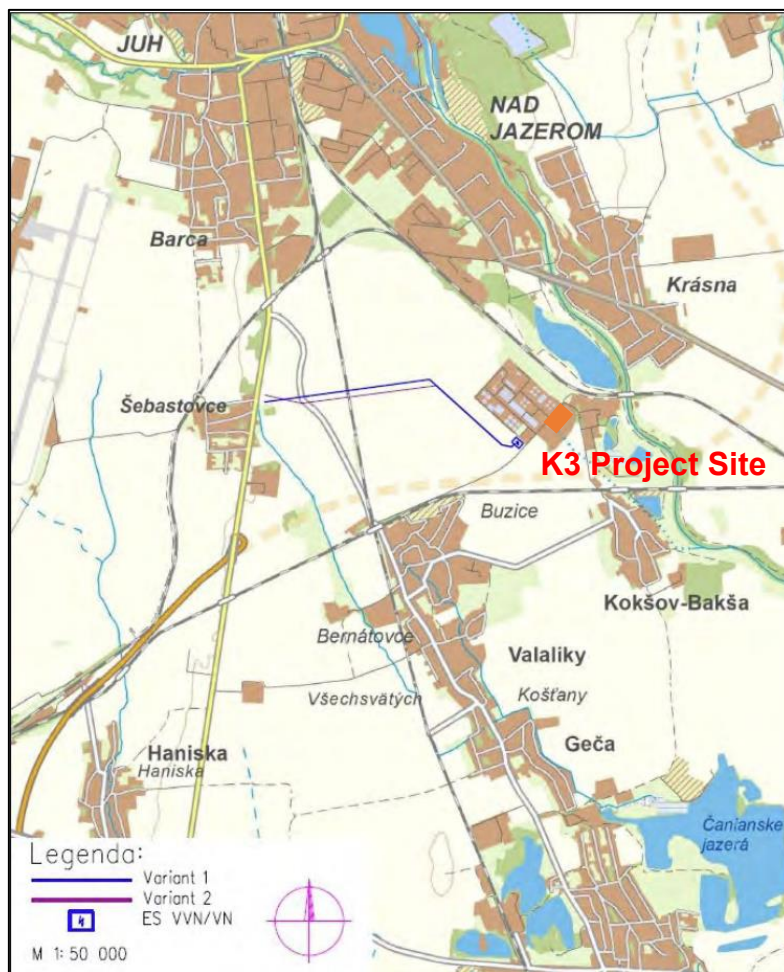 JUH
NAD
JAZEROM
Barca
Krásna
Šebastovce
K3 Project Site
Buzice
Kokšov-Bakša
Bernátovce
Valaliky
Všechsvätých
Košťany
Geča
Haniska
Haniska
Čanianske
jazerá
Legenda:
Variant 1
Variant 2
ES VVN/VN
M 1: 50 000